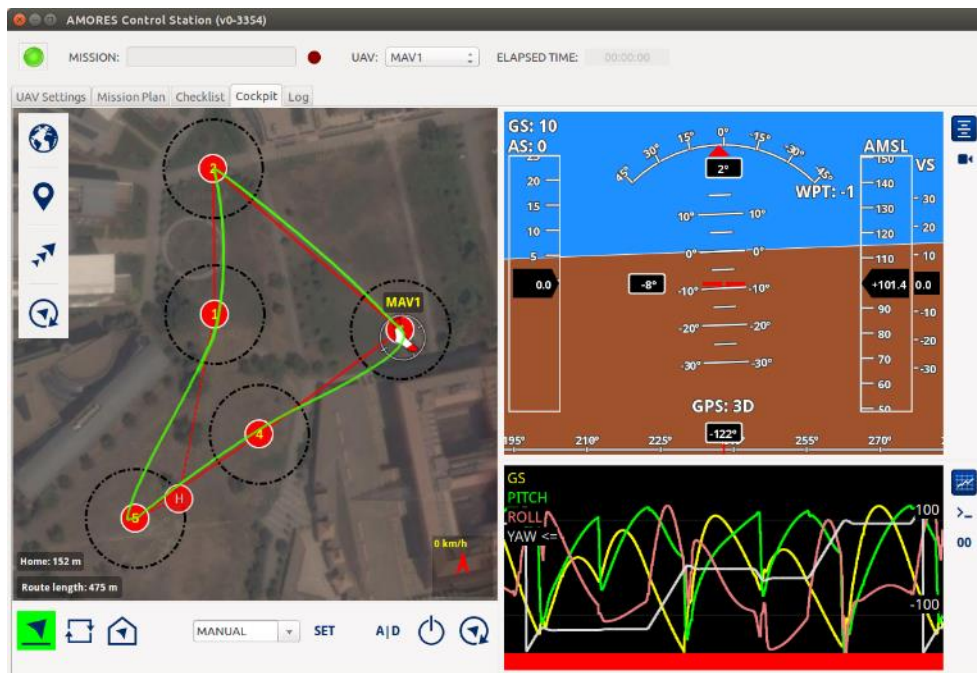 AMORES Control Station (v0-3354)
MISSION:
UAV: MAV1
ELAPSED TIME: 00:00:00
UAV Settings Mission Plan Checklist Cockpit Log
2
1
MAV1
4
5
H
0 km/h
Home: 152 m
Route length: 475 m
MANUAL
SET
A|D
GS: 10
AS: 0
20
15
10
5
0.0
45° 30° 15° 0° -15° -30° -45°
2°
WPT: -1
10° 10°
0° -0°
-8°
-10° -10°
-20° -20°
-30° -30°
GPS: 3D
-122°
195° 210° 225° 255° 270°
AMSL
150
140
130
120
110
+101.4
90
80
70
60
50
VS
30
20
10
0.0
-10
-20
-30
GS
PITCH
ROLL
YAW <=
100
-100
>_
00